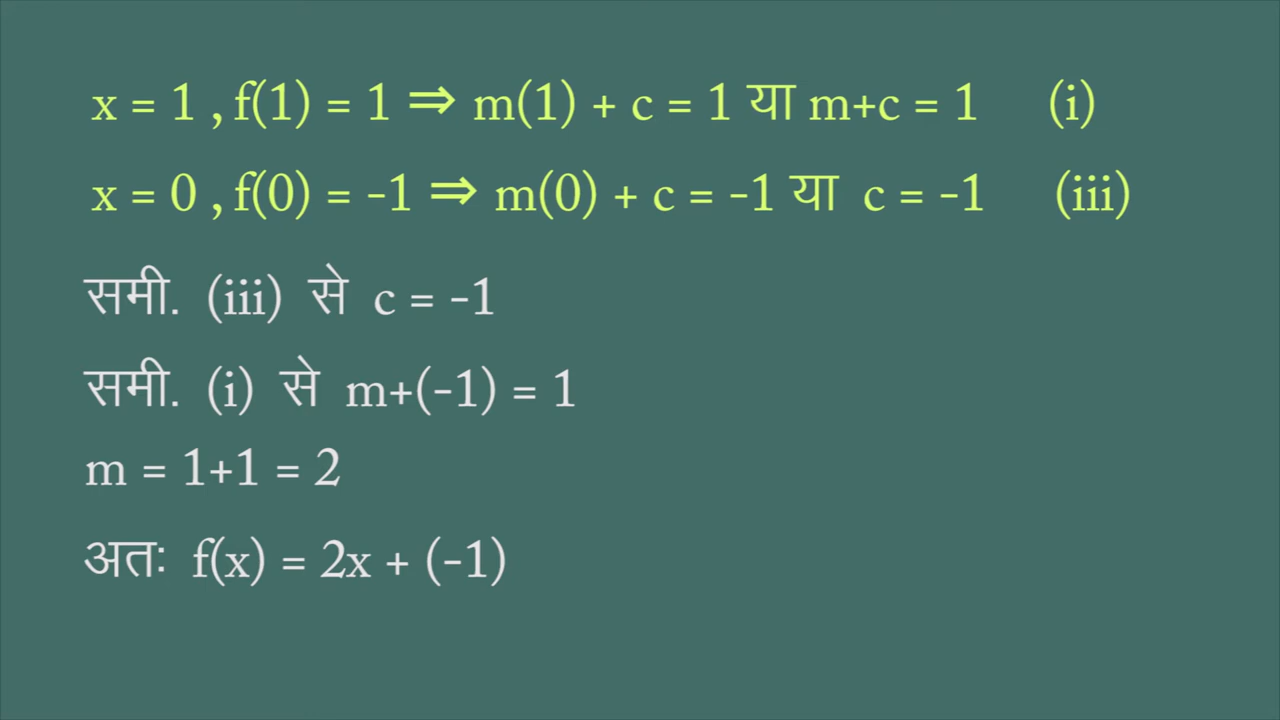 x = 1 , f(1) = 1 ⇒ m(1) + c = 1 या m+c = 1 (i)
x = 0 , f(0) = -1 ⇒ m(0) + c = -1 या c = -1 (iii)
समी. (iii) से c = -1
समी. (i) से m+(-1) = 1
m = 1+1 = 2
अतः f(x) = 2x + (-1)